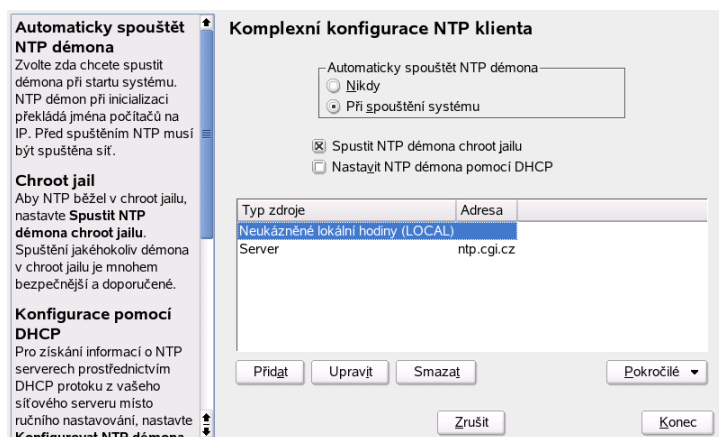 Automaticky spouštět
NTP démona
Zvolte zda chcete spustit
démona při startu systému.
NTP démon při inicializaci
překládá jména počítačů na
IP. Před spuštěním NTP musí
být spuštěna síť.
Chroot jail
Aby NTP běžel v chroot jailu,
nastavte Spustit NTP
démona chroot jailu.
Spuštění jakéhokoliv démona
v chroot jailu je mnohem
bezpečnější a doporučené.
Konfigurace pomocí
DHCP
Pro získání informací o NTP
serverech prostřednictvím
DHCP protoku z vašeho
síťového serveru místo
ručního nastavování, nastavte
Konfigurovat NTP démona
Komplexní konfigurace NTP klienta
Automaticky spouštět NTP démona
Nikdy
Při spouštění systému
Spustit NTP démona chroot jailu
Nastavit NTP démona pomocí DHCP
Typ zdroje Adresa
Neukázněné lokální hodiny (LOCAL)
Server ntp.cgi.cz
Přidat Upravit Smazat Pokročilé
Zrušit Konec